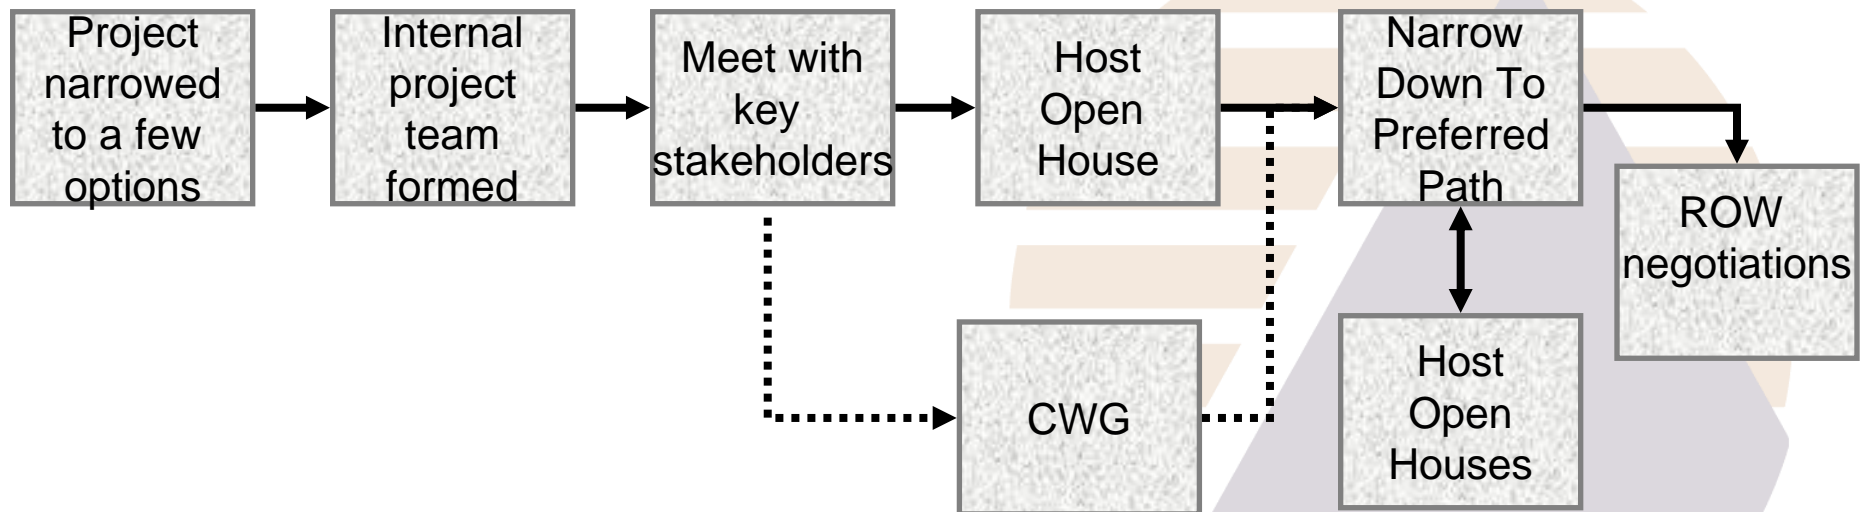 Project
narrowed
to a few
options
Internal
project
team
formed
Meet with
key
stakeholders
Host
Open
House
Narrow
Down To
Preferred
Path
ROW
negotiations
CWG
Host
Open
Houses